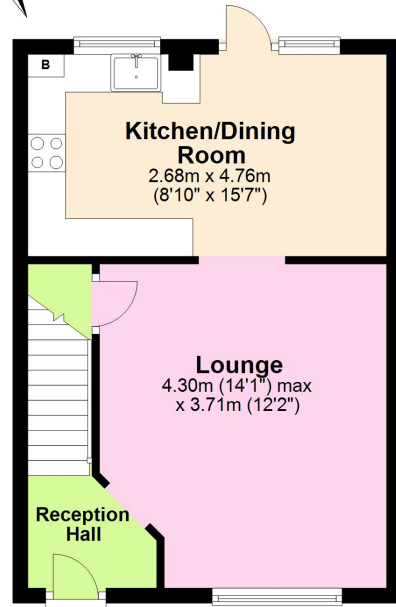 B
Kitchen/Dining
Room
2.68m x 4.76m
(8'10" x 15'7")
Lounge
4.30m (14'1") max
x 3.71m (12'2")
Reception
Hall